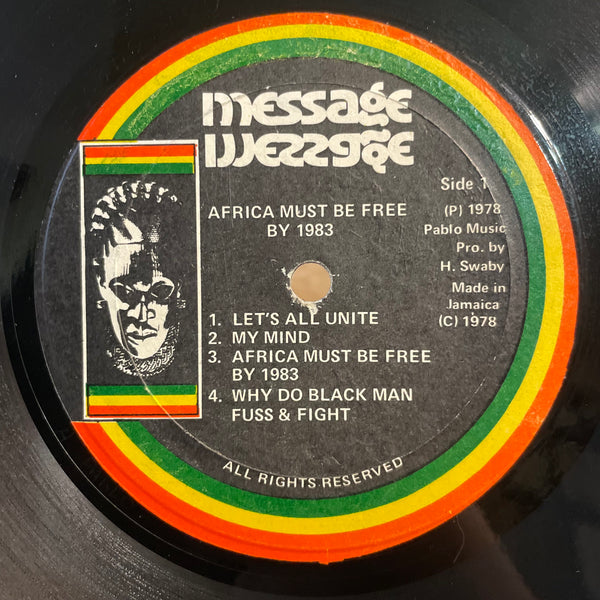 message
message
Side 1
AFRICA MUST BE FREE
BY 1983
(P) 1978
Pablo Music
Pro. by
H. Swaby
Made in
Jamaica
(C) 1978
1. LET'S ALL UNITE
2. MY MIND
3. AFRICA MUST BE FREE
BY 1983
4. WHY DO BLACK MAN
FUSS & FIGHT
ALL RIGHTS RESERVED